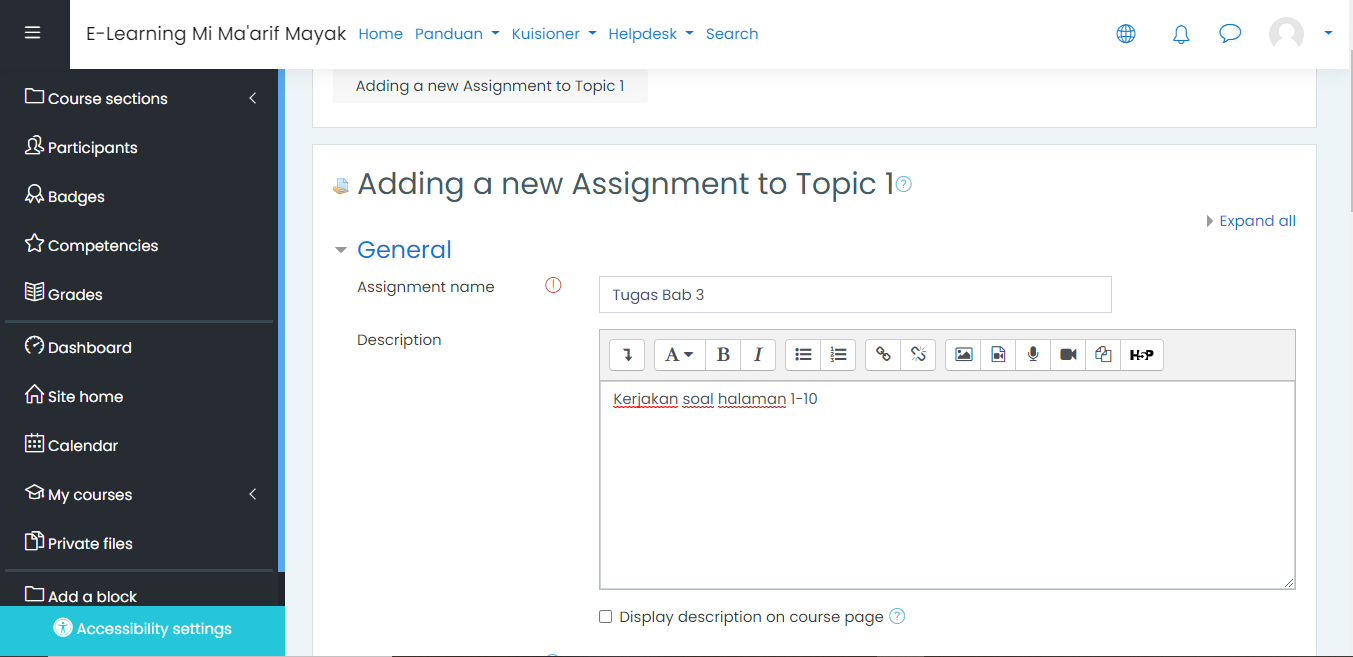 E-Learning Mi Ma'arif Mayak Home Panduan Kuisioner Helpdesk Search
Course sections
Participants
Badges
Competencies
Grades
Dashboard
Site home
Calendar
My courses
Private files
Add a block
Accessibility settings
Adding a new Assignment to Topic 1
Adding a new Assignment to Topic 1
Expand all
General
Assignment name
Tugas Bab 3
Description
A B I H5P
Kerjakan soal halaman 1-10
Display description on course page